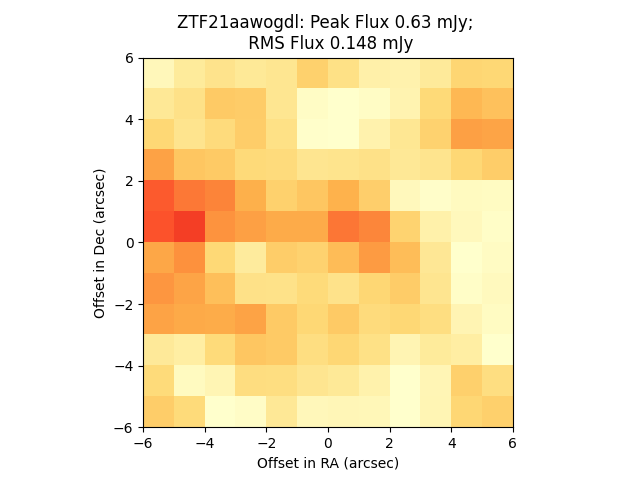 ZTF21aawogdl: Peak Flux 0.63 mJy;
RMS Flux 0.148 mJy
6
4
2
0
−2
−4
−6
Offset in Dec (arcsec)
−6 −4 −2 0 2 4 6
Offset in RA (arcsec)